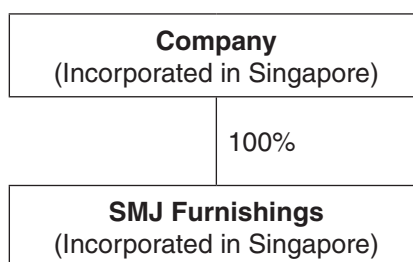 Company
(Incorporated in Singapore)
100%
SMJ Furnishings
(Incorporated in Singapore)